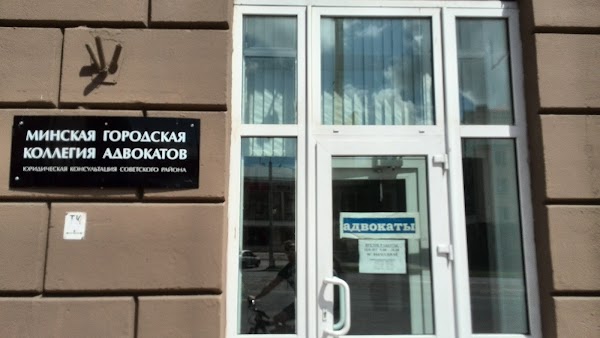 МИНСКАЯ ГОРОДСКАЯ
КОЛЛЕГИЯ АДВОКАТОВ
ЮРИДИЧЕСКАЯ КОНСУЛЬТАЦИЯ СОВЕТСКОГО РАЙОНА
адвокаты